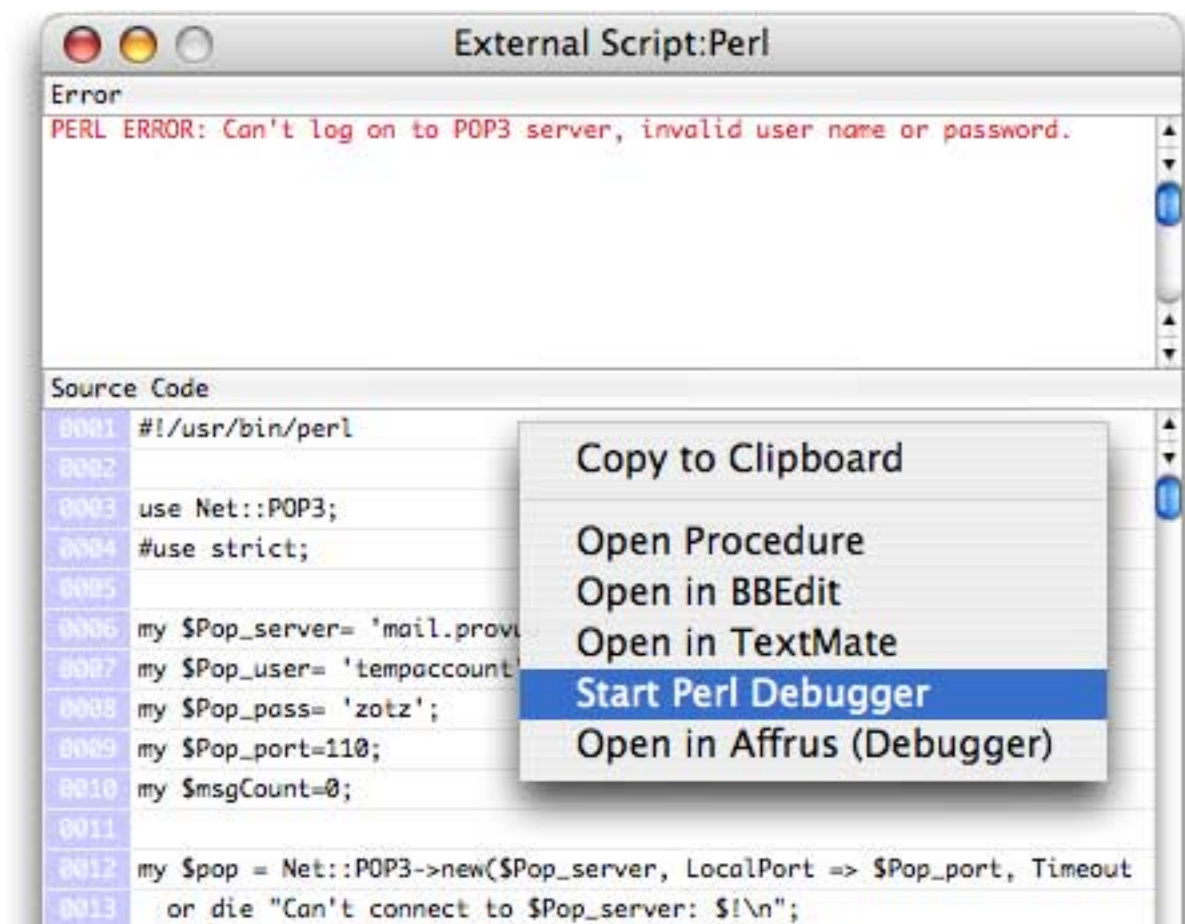 External Script:Perl
Error
PERL ERROR: Can't log on to POP3 server, invalid user name or password.
Source Code
0001 #!/usr/bin/perl
0002
0003 use Net::POP3;
0004 #use strict;
0005
0006 my $Pop_server= 'mail.provu
0007 my $Pop_user= 'tempaccount'
0008 my $Pop_pass= 'zotz';
0009 my $Pop_port=110;
0010 my $msgCount=0;
0011
0012 my $pop = Net::POP3->new($Pop_server, LocalPort => $Pop_port, Timeout
0013 or die "Can't connect to $Pop_server: $!\n";
Copy to Clipboard
Open Procedure
Open in BBEdit
Open in TextMate
Start Perl Debugger
Open in Affrus (Debugger)